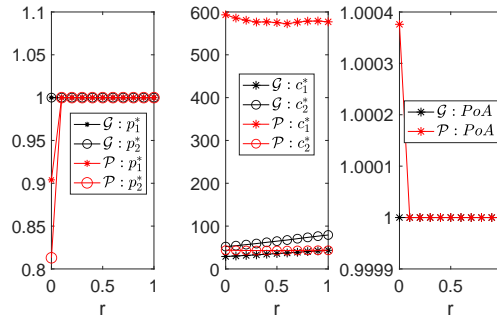 1.1
1.05
1
0.95
0.9
0.85
0.8
0
0.5
1
r
𝒢 : p₁*
𝒢 : p₂*
𝒫 : p₁*
𝒫 : p₂*
600
500
400
300
200
100
0
0
0.5
1
r
𝒢 : c₁*
𝒢 : c₂*
𝒫 : c₁*
𝒫 : c₂*
1.0004
1.0003
1.0002
1.0001
1
0.9999
0
0.5
r
𝒢 : PoA
𝒫 : PoA